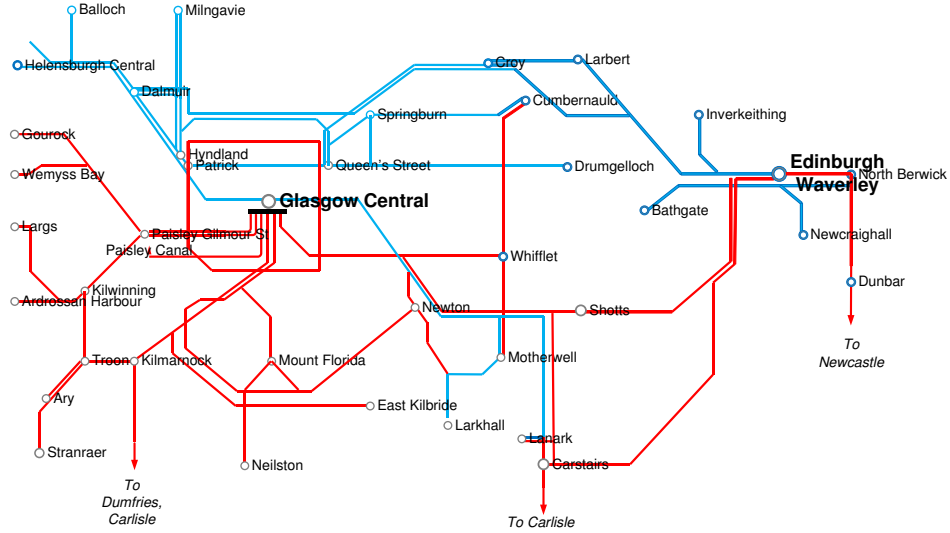 Balloch
Milngavie
Helensburgh Central
Croy
Larbert
Dalmuir
Cumbernauld
Springburn
Inverkeithing
Gourock
Hyndland
Patrick
Queen's Street
Drumgelloch
Edinburgh
Waverley
North Berwick
Wemyss Bay
Glasgow Central
Bathgate
Largs
Paisley Gilmour St
Newcraighall
Paisley Canal
Whifflet
Dunbar
Kilwinning
Ardrossan Harbour
Newton
Shotts
To
Newcastle
Troon
Kilmarnock
Mount Florida
Motherwell
Ary
East Kilbride
Larkhall
Lanark
Stranraer
Neilston
Carstairs
To
Dumfries,
Carlisle
To Carlisle